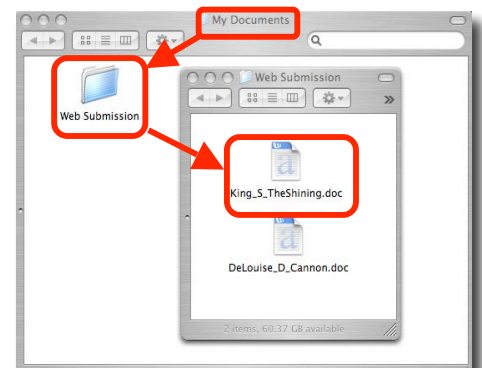 My Documents
Web Submission
Web Submission
King_S_TheShining.doc
DeLouise_D_Cannon.doc
2 items, 60.37 GB available